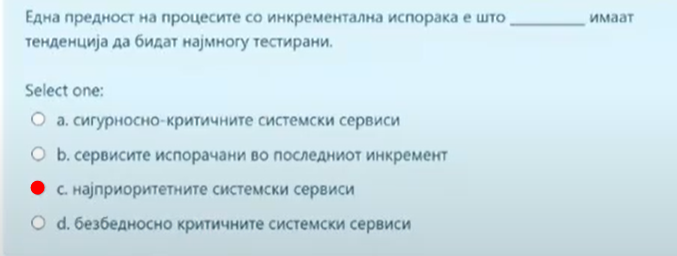 Една предност на процесите со инкрементална испорака е што __________ имаат
тенденција да бидат најмногу тестирани.
Select one:
a. сигурносно-критичните системски сервиси
b. сервисите испорачани во последниот инкремент
c. најприоритетните системски сервиси
d. безбедносно критичните системски сервиси